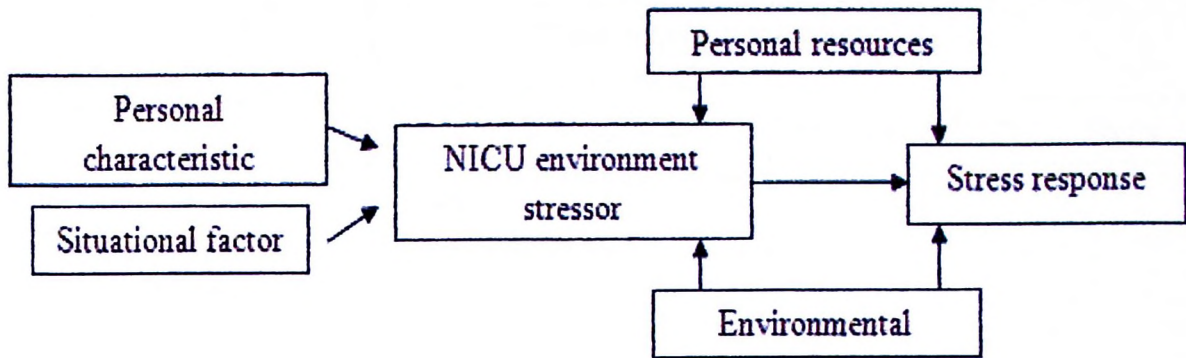 Personal resources
Personal
characteristic
NICU environment
stressor
Stress response
Situational factor
Environmental